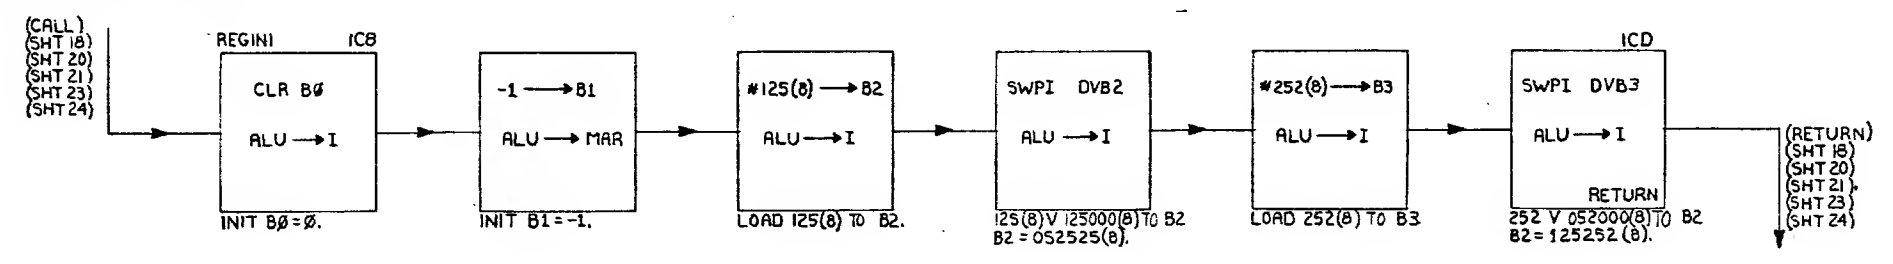 (CALL)
(SHT 18)
(SHT 20)
(SHT 21)
(SHT 23)
(SHT 24)
REGINI 1C8
CLR BØ
ALU → I
INIT BØ=Ø.
-1 → B1
ALU → MAR
INIT B1=-1.
#125(8) → B2
ALU → I
LOAD 125(8) TO B2.
SWPI DVB2
ALU → I
125(8) V 125000(8) TO B2
B2 = 052525(8).
#252(8) → B3
ALU → I
LOAD 252(8) TO B3
1CD
SWPI DVB3
ALU → I
RETURN
252 V 052000(8) TO B2
B2=125252(8).
(RETURN)
(SHT 18)
(SHT 20)
(SHT 21).
(SHT 23)
(SHT 24)